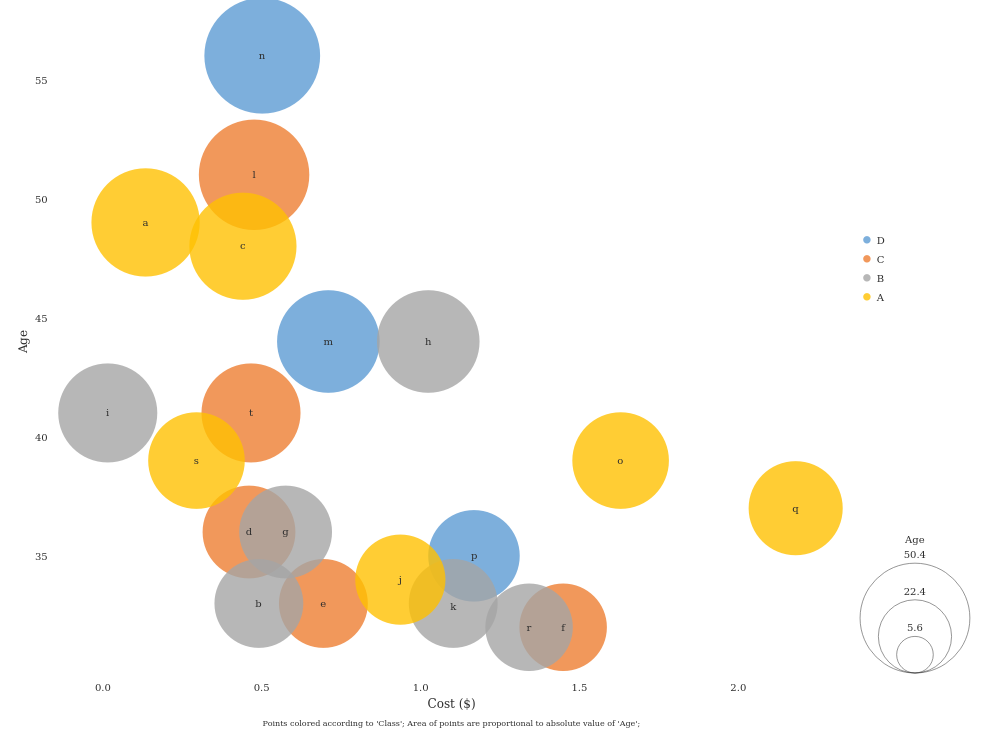 n
55
l
50
a
c
D
C
B
A
45
Age
m
h
i
t
40
s
o
q
d
g
p
35
Age
50.4
j
22.4
b
e
k
r
f
5.6
0.0
0.5
1.0
1.5
2.0
Cost ($)
Points colored according to 'Class'; Area of points are proportional to absolute value of 'Age';